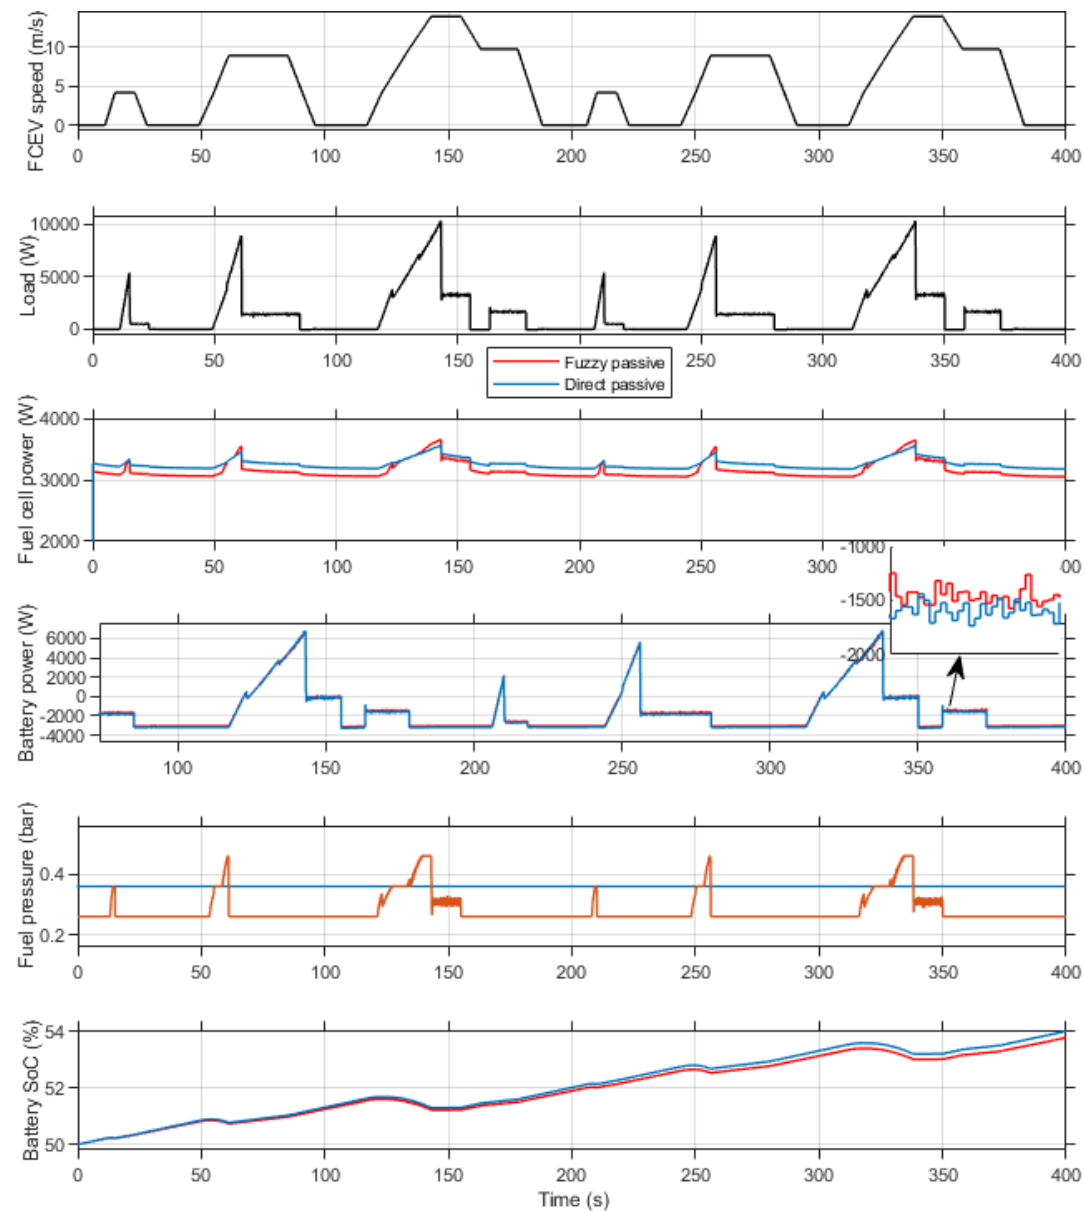 FCEV speed (m/s)
10
5
0
0 50 100 150 200 250 300 350 400
Load (W)
10000
5000
0
0 50 100 150 200 250 300 350 400
Fuzzy passive
Direct passive
Fuel cell power (W)
4000
3000
2000
0 50 100 150 200 250 300 00
-1000
-1500
-2000
Battery power (W)
6000
4000
2000
0
-2000
-4000
100 150 200 250 300 350 400
Fuel pressure (bar)
0.4
0.2
0 50 100 150 200 250 300 350 400
Battery SoC (%)
54
52
50
0 50 100 150 200 250 300 350 400
Time (s)